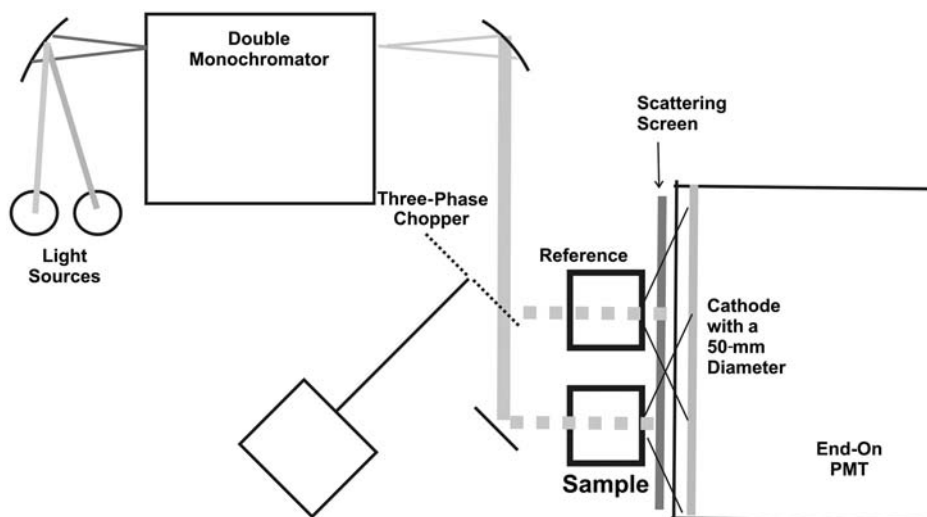 Double
Monochromator
Scattering
Screen
Three-Phase
Chopper
Light
Sources
Reference
Cathode
with a
50-mm
Diameter
Sample
End-On
PMT